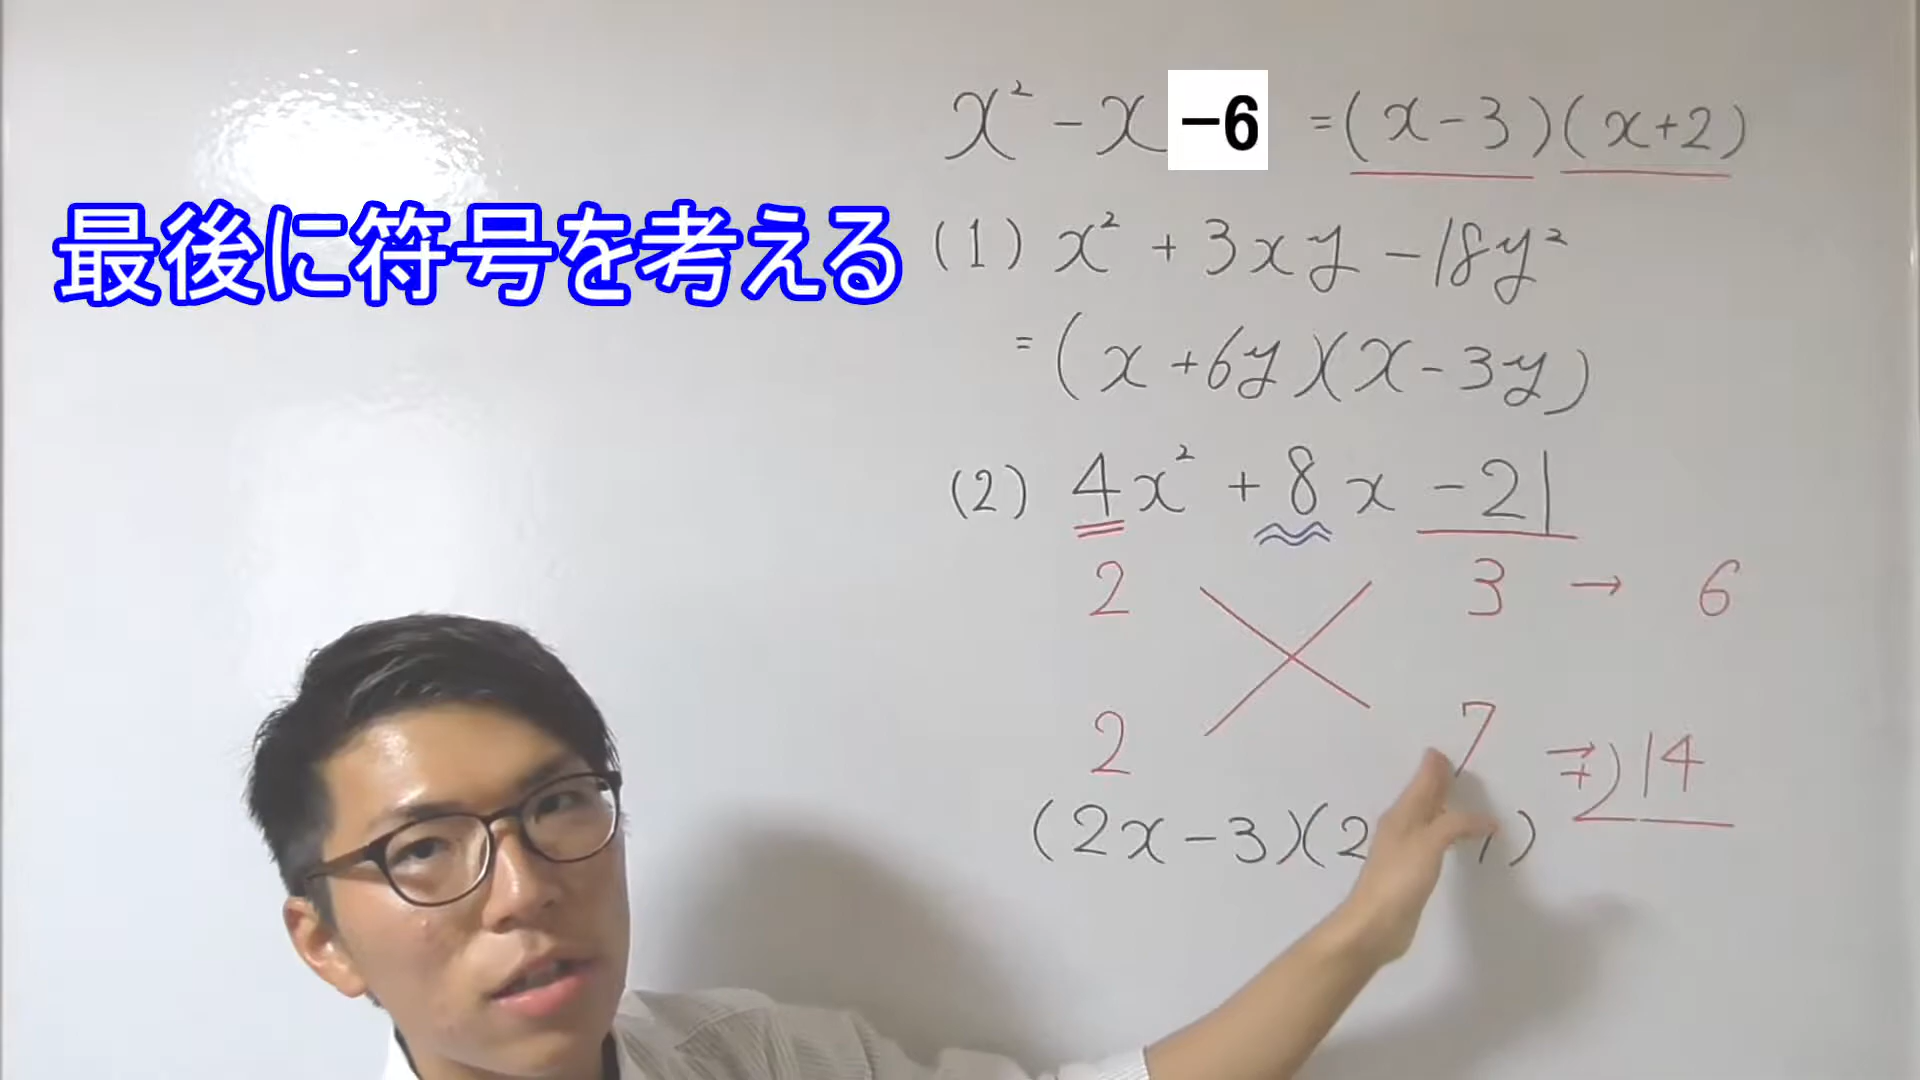 最後に符号を考える
x² - x -6 = (x-3)(x+2)
(1) x² + 3xy - 18y²
= (x+6y)(x-3y)
(2) 4x² + 8x - 21
2 3 → 6
2 7 → +) 14
(2x-3)(2 )